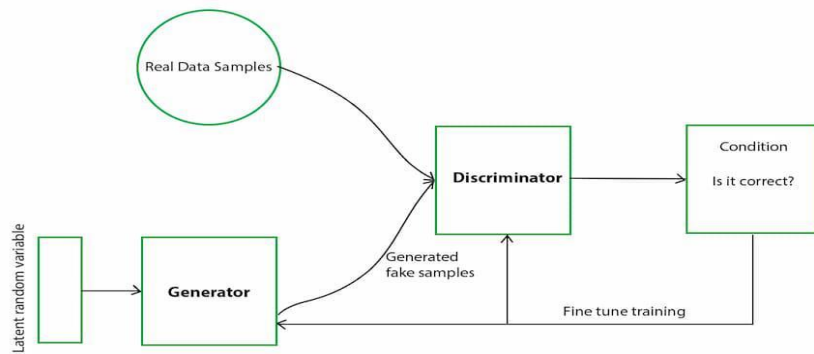 Real Data Samples
Condition
Is it correct?
Discriminator
Latent random variable
Generator
Generated
fake samples
Fine tune training